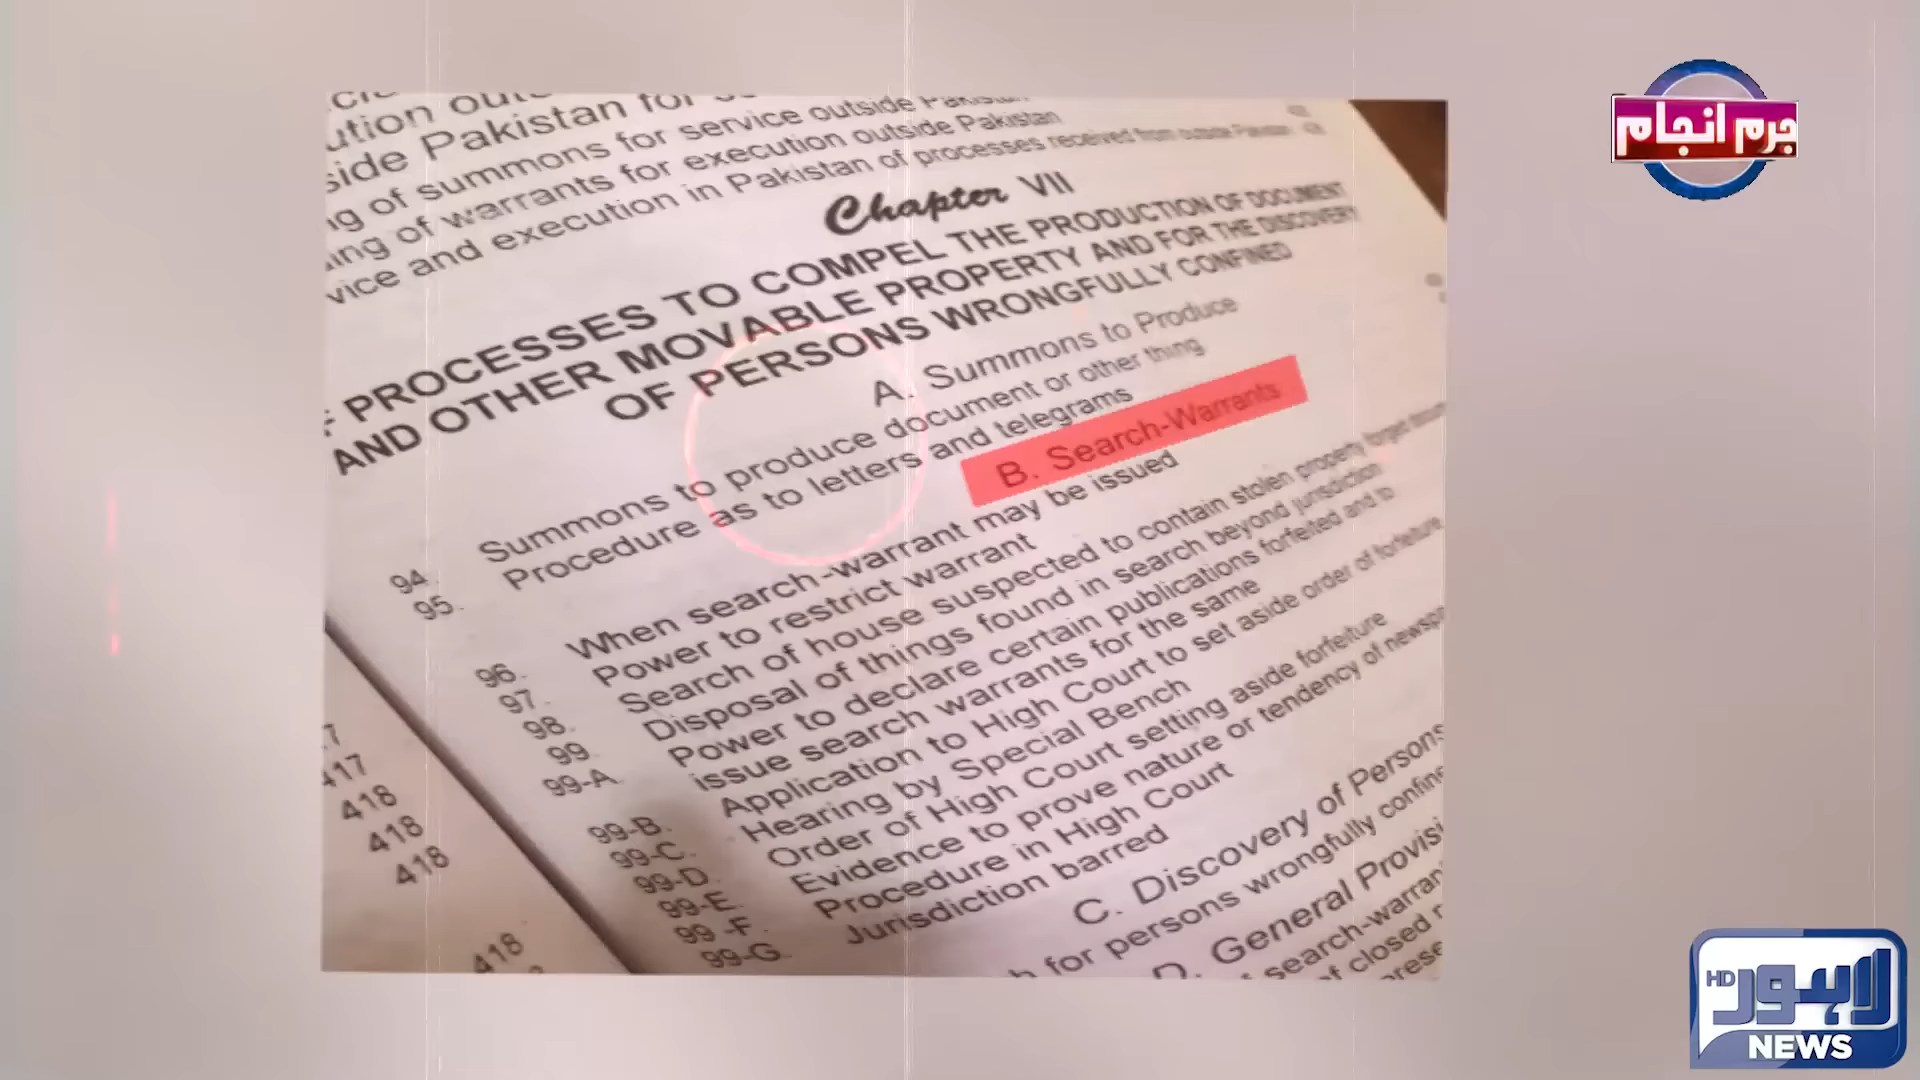 جرم انجام
ution out
side Pakistan for
ng of summons for service outside Pakistan
ing of warrants for execution outside Pakistan
vice and execution in Pakistan of processes received from outside Pakistan
Chapter VII
F PROCESSES TO COMPEL THE PRODUCTION OF DOCUMENT
AND OTHER MOVABLE PROPERTY AND FOR THE DISCOVERY
OF PERSONS WRONGFULLY CONFINED
A. Summons to Produce
94. Summons to produce document or other thing
95. Procedure as to letters and telegrams
B. Search-Warrants
96. When search-warrant may be issued
97. Power to restrict warrant
98. Search of house suspected to contain stolen property forged
99. Disposal of things found in search beyond jurisdiction
99-A. Power to declare certain publications forfeited and to
issue search warrants for the same
99-B. Application to High Court to set aside order of forfeiture
99-C. Hearing by Special Bench
99-D. Order of High Court setting aside forfeiture
99-E. Evidence to prove nature or tendency of newsp
99-F. Procedure in High Court
99-G. Jurisdiction barred
C. Discovery of Persons
h for persons wrongfully confine
D. General Provisi
f search-warran
of closed
prese
417
418
418
418
418
HD
لاہور
NEWS